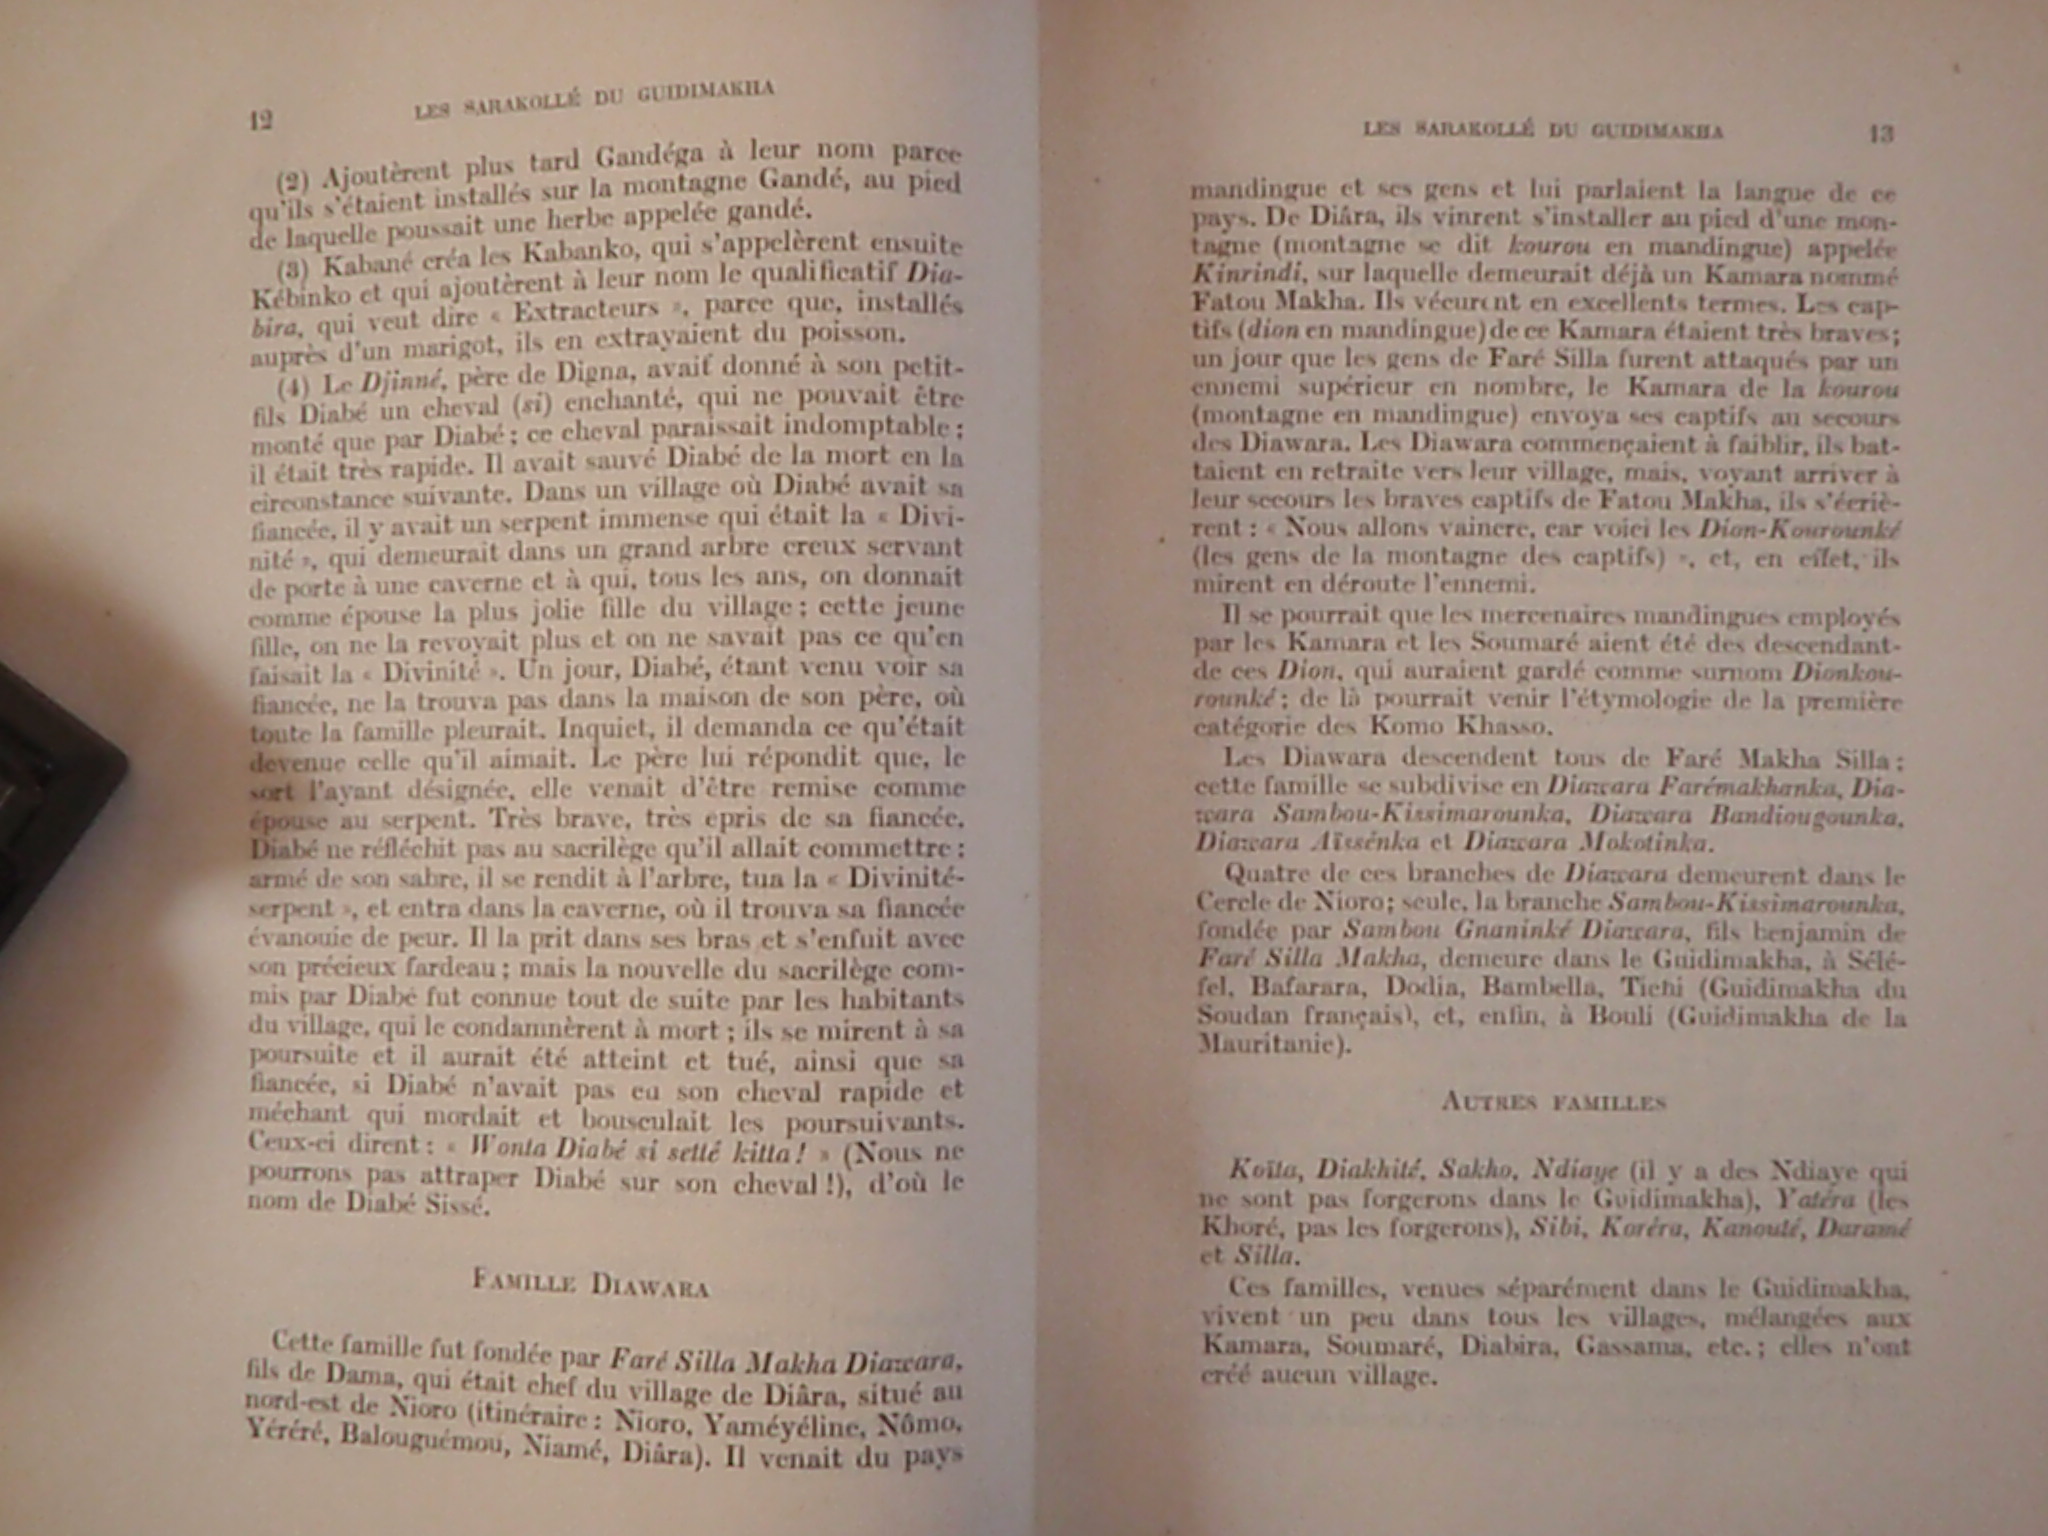 12
LES SARAKOLLÉ DU GUIDIMAKHA
(2) Ajoutèrent plus tard Gandéga à leur nom parce
qu'ils s'étaient installés sur la montagne Gandé, au pied
de laquelle poussait une herbe appelée gandé.
(3) Kabané créa les Kabanko, qui s'appelèrent ensuite
Kébinko et qui ajoutèrent à leur nom le qualificatif Dia-
bira, qui veut dire « Extracteurs », parce que, installés
auprès d'un marigot, ils en extrayaient du poisson.
(4) Le Djinné, père de Digna, avait donné à son petit-
fils Diabé un cheval (si) enchanté, qui ne pouvait être
monté que par Diabé ; ce cheval paraissait indomptable ;
il était très rapide. Il avait sauvé Diabé de la mort en la
circonstance suivante. Dans un village où Diabé avait sa
fiancée, il y avait un serpent immense qui était la « Divi-
nité », qui demeurait dans un grand arbre creux servant
de porte à une caverne et à qui, tous les ans, on donnait
comme épouse la plus jolie fille du village ; cette jeune
fille, on ne la revoyait plus et on ne savait pas ce qu'en
faisait la « Divinité ». Un jour, Diabé, étant venu voir sa
fiancée, ne la trouva pas dans la maison de son père, où
toute la famille pleurait. Inquiet, il demanda ce qu'était
devenue celle qu'il aimait. Le père lui répondit que, le
sort l'ayant désignée, elle venait d'être remise comme
épouse au serpent. Très brave, très épris de sa fiancée,
Diabé ne réfléchit pas au sacrilège qu'il allait commettre :
armé de son sabre, il se rendit à l'arbre, tua la « Divinité-
serpent », et entra dans la caverne, où il trouva sa fiancée
évanouie de peur. Il la prit dans ses bras et s'enfuit avec
son précieux fardeau ; mais la nouvelle du sacrilège com-
mis par Diabé fut connue tout de suite par les habitants
du village, qui le condamnèrent à mort ; ils se mirent à sa
poursuite et il aurait été atteint et tué, ainsi que sa
fiancée, si Diabé n'avait pas eu son cheval rapide et
méchant qui mordait et bousculait les poursuivants.
Ceux-ci dirent : « Wonta Diabé si setté kitta ! » (Nous ne
pourrons pas attraper Diabé sur son cheval !), d'où le
nom de Diabé Sissé.
FAMILLE DIAWARA
Cette famille fut fondée par Faré Silla Makha Diawara,
fils de Dama, qui était chef du village de Diâra, situé au
nord-est de Nioro (itinéraire : Nioro, Yaméyéline, Nômo,
Yéréré, Balouguémou, Niamé, Diâra). Il venait du pays
LES SARAKOLLÉ DU GUIDIMAKHA
13
mandingue et ses gens et lui parlaient la langue de ce
pays. De Diâra, ils vinrent s'installer au pied d'une mon-
tagne (montagne se dit kourou en mandingue) appelée
Kinrindi, sur laquelle demeurait déjà un Kamara nommé
Fatou Makha. Ils vécurent en excellents termes. Les cap-
tifs (dion en mandingue) de ce Kamara étaient très braves ;
un jour que les gens de Faré Silla furent attaqués par un
ennemi supérieur en nombre, le Kamara de la kourou
(montagne en mandingue) envoya ses captifs au secours
des Diawara. Les Diawara commençaient à faiblir, ils bat-
taient en retraite vers leur village, mais, voyant arriver à
leur secours les braves captifs de Fatou Makha, ils s'écriè-
rent : « Nous allons vaincre, car voici les Dion-Kourounké
(les gens de la montagne des captifs) », et, en effet, ils
mirent en déroute l'ennemi.
Il se pourrait que les mercenaires mandingues employés
par les Kamara et les Soumaré aient été des descendants
de ces Dion, qui auraient gardé comme surnom Dionkou-
rounké ; de là pourrait venir l'étymologie de la première
catégorie des Komo Khasso.
Les Diawara descendent tous de Faré Makha Silla ;
cette famille se subdivise en Diawara Farémakhanka, Dia-
wara Sambou-Kissimarounka, Diawara Bandiougounka,
Diawara Aïssénka et Diawara Mokotinka.
Quatre de ces branches de Diawara demeurent dans le
Cercle de Nioro ; seule, la branche Sambou-Kissimarounka,
fondée par Sambou Gnaninké Diawara, fils benjamin de
Faré Silla Makha, demeure dans le Guidimakha, à Sélé-
fel, Bafarara, Dodia, Bambella, Tichi (Guidimakha du
Soudan français), et, enfin, à Bouli (Guidimakha de la
Mauritanie).
AUTRES FAMILLES
Koïta, Diakhité, Sakho, Ndiaye (il y a des Ndiaye qui
ne sont pas forgerons dans le Guidimakha), Yatéra (les
Khoré, pas les forgerons), Sibi, Koréra, Kanouté, Daramé
et Silla.
Ces familles, venues séparément dans le Guidimakha,
vivent un peu dans tous les villages, mélangées aux
Kamara, Soumaré, Diabira, Gassama, etc. ; elles n'ont
créé aucun village.